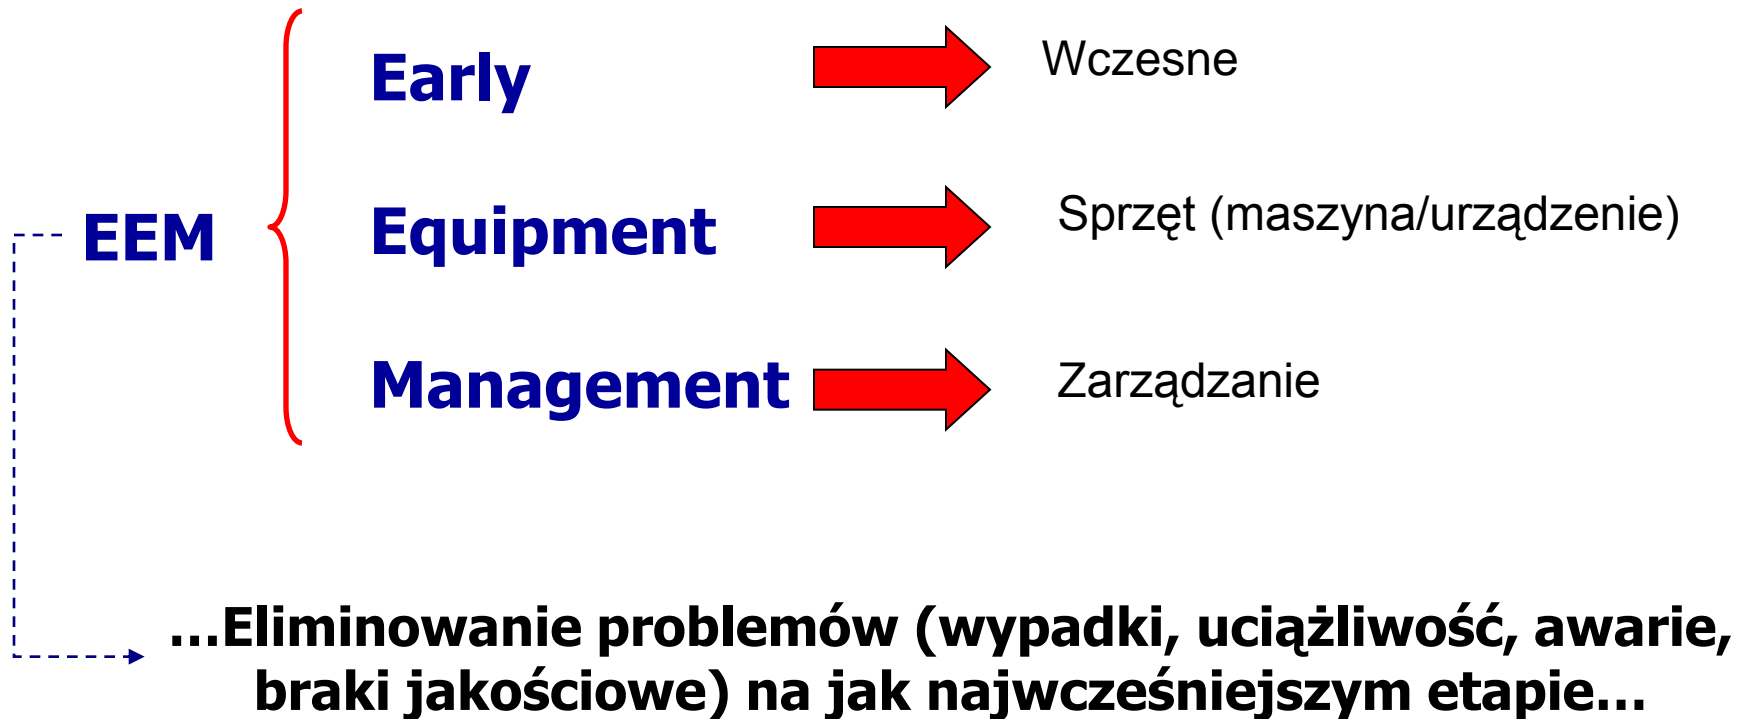 Early
Wczesne
EEM
Equipment
Sprzęt (maszyna/urządzenie)
Management
Zarządzanie
...Eliminowanie problemów (wypadki, uciążliwość, awarie,
braki jakościowe) na jak najwcześniejszym etapie...